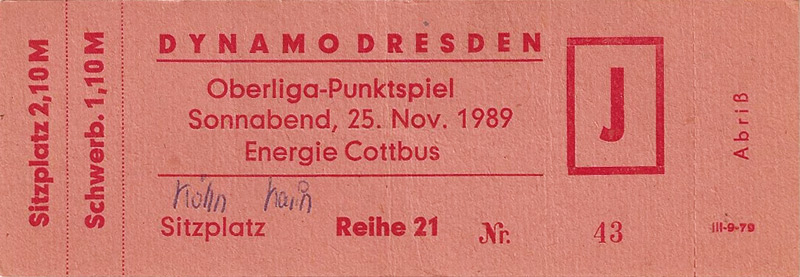 Sitzplatz 2,10 M
Schwerb. 1,10 M
DYNAMO DRESDEN
Oberliga-Punktspiel
Sonnabend, 25. Nov. 1989
Energie Cottbus
J
Sitzplatz Reihe 21 Nr. 43
Abriß
III-9-79